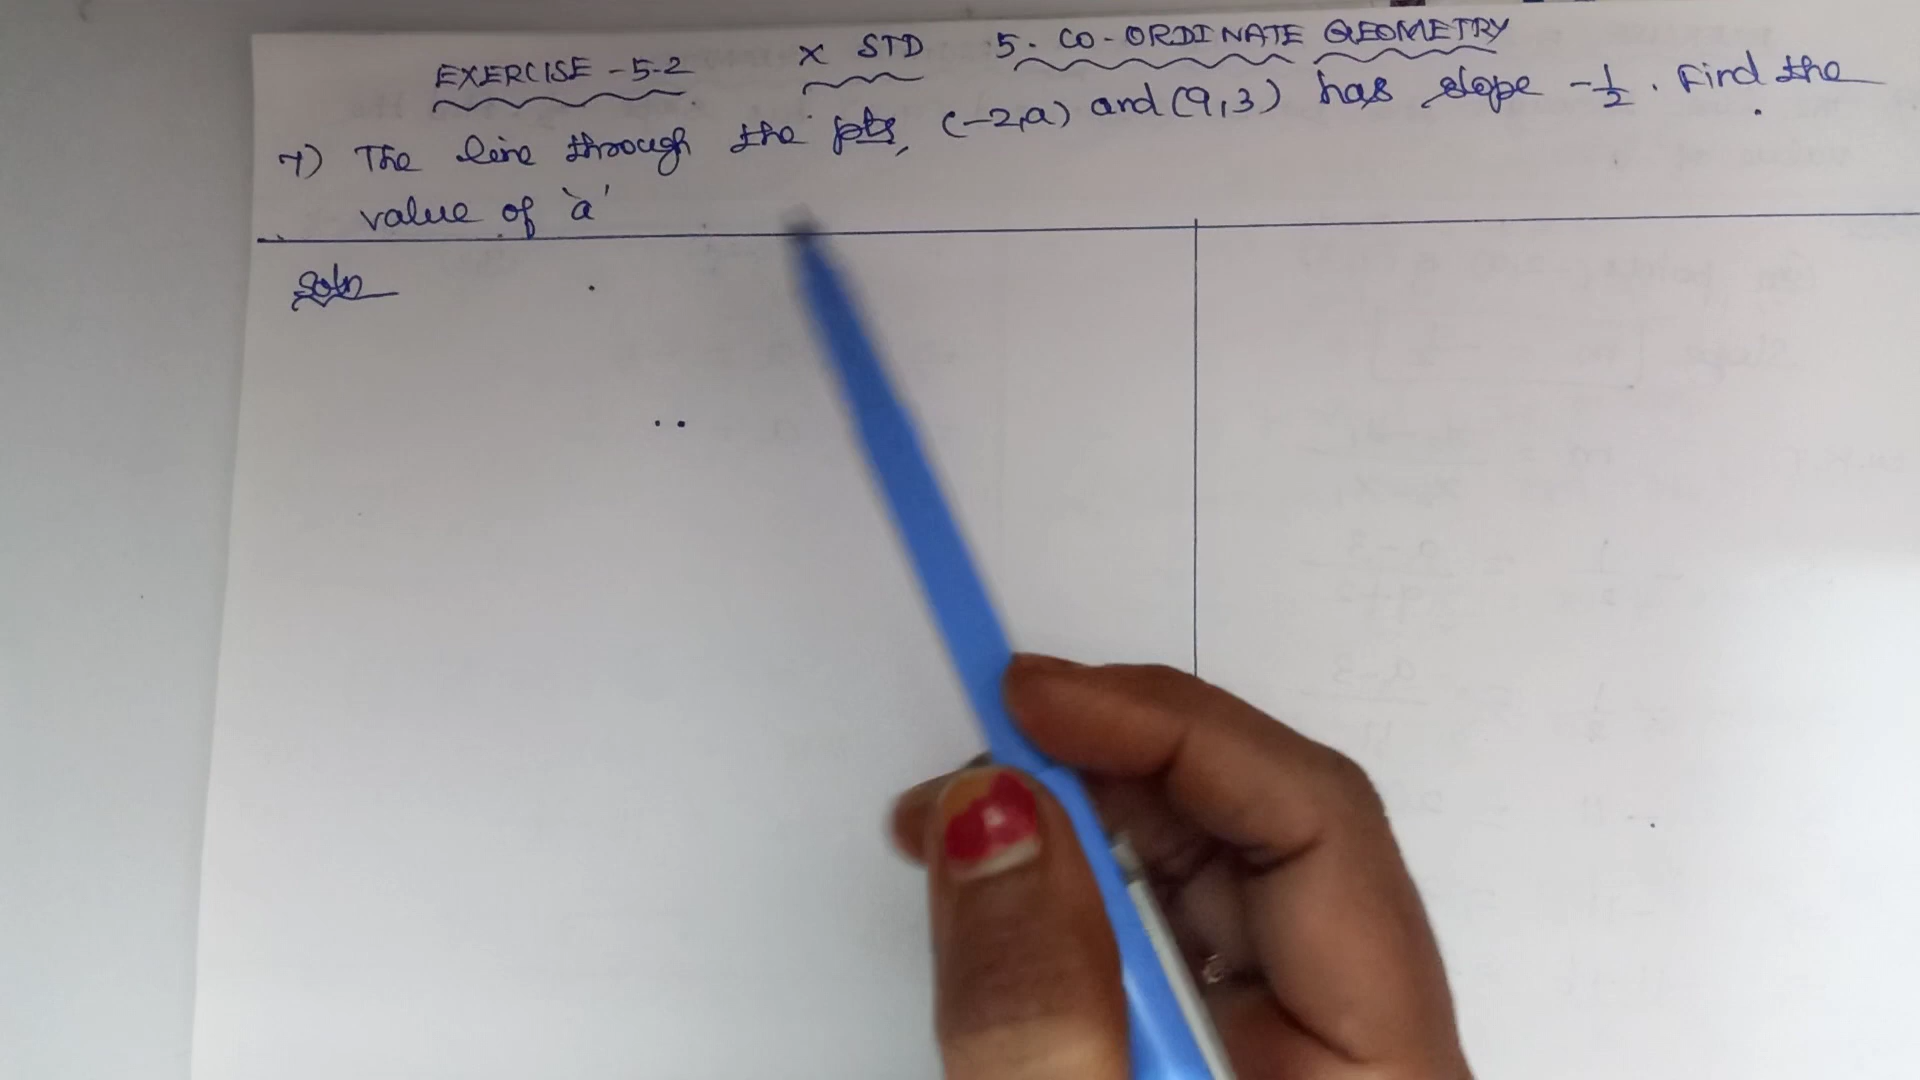 EXERCISE - 5.2 X STD 5. CO-ORDINATE GEOMETRY
7) The line through the pts, (-2,a) and (9,3) has slope -1/2. Find the
value of 'a'
Soln